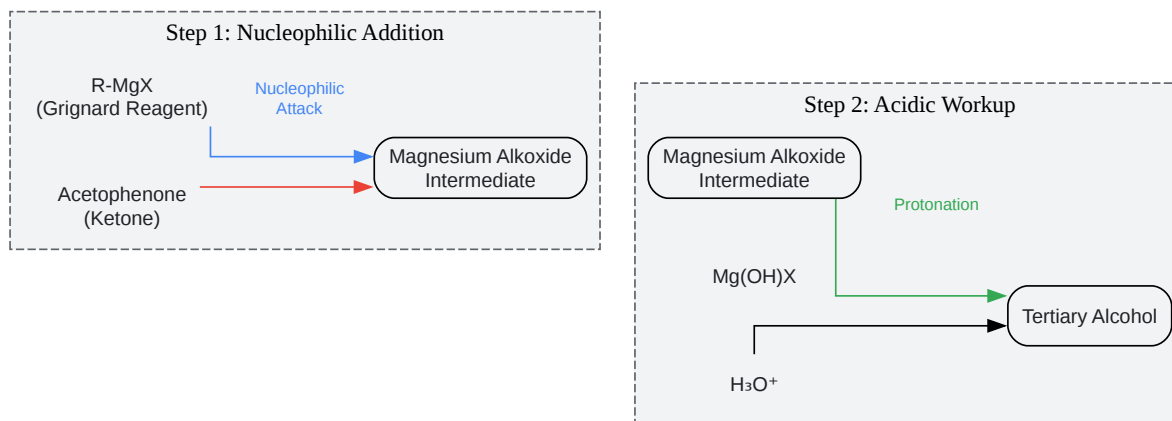 Step 1: Nucleophilic Addition
R-MgX
(Grignard Reagent)
Nucleophilic
Attack
Magnesium Alkoxide
Intermediate
Acetophenone
(Ketone)
Step 2: Acidic Workup
Magnesium Alkoxide
Intermediate
Protonation
Mg(OH)X
Tertiary Alcohol
H₃O⁺